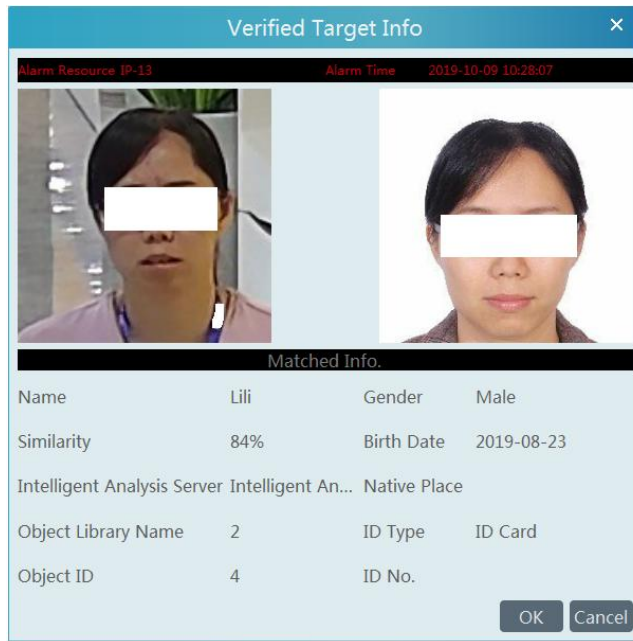 Verified Target Info
Alarm Resource IP-13 Alarm Time 2019-10-09 10:28:07
Matched Info.
Name Lili Gender Male
Similarity 84% Birth Date 2019-08-23
Intelligent Analysis Server Intelligent An... Native Place
Object Library Name 2 ID Type ID Card
Object ID 4 ID No.
OK Cancel